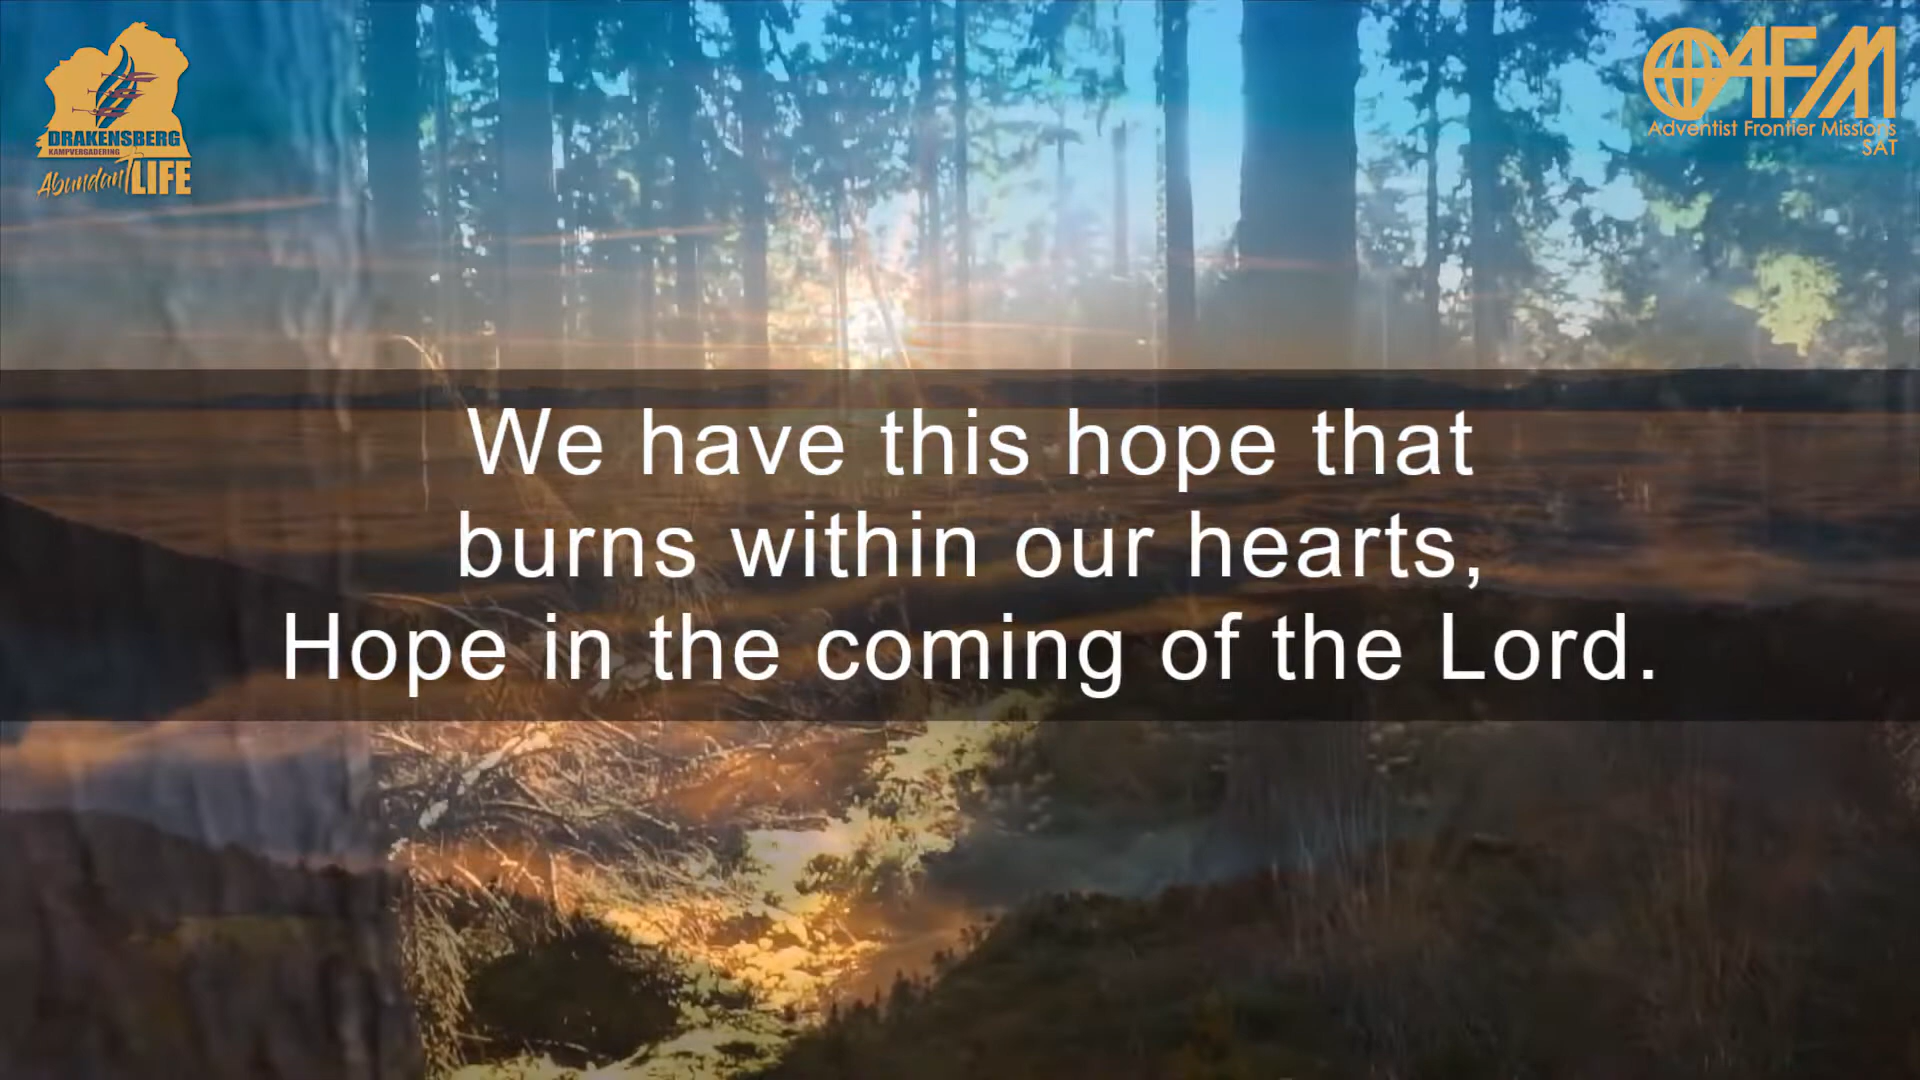 DRAKENSBERG
KAMPVERGADERING
Abundant LIFE
AFM
Adventist Frontier Missions
SAT
We have this hope that
burns within our hearts,
Hope in the coming of the Lord.